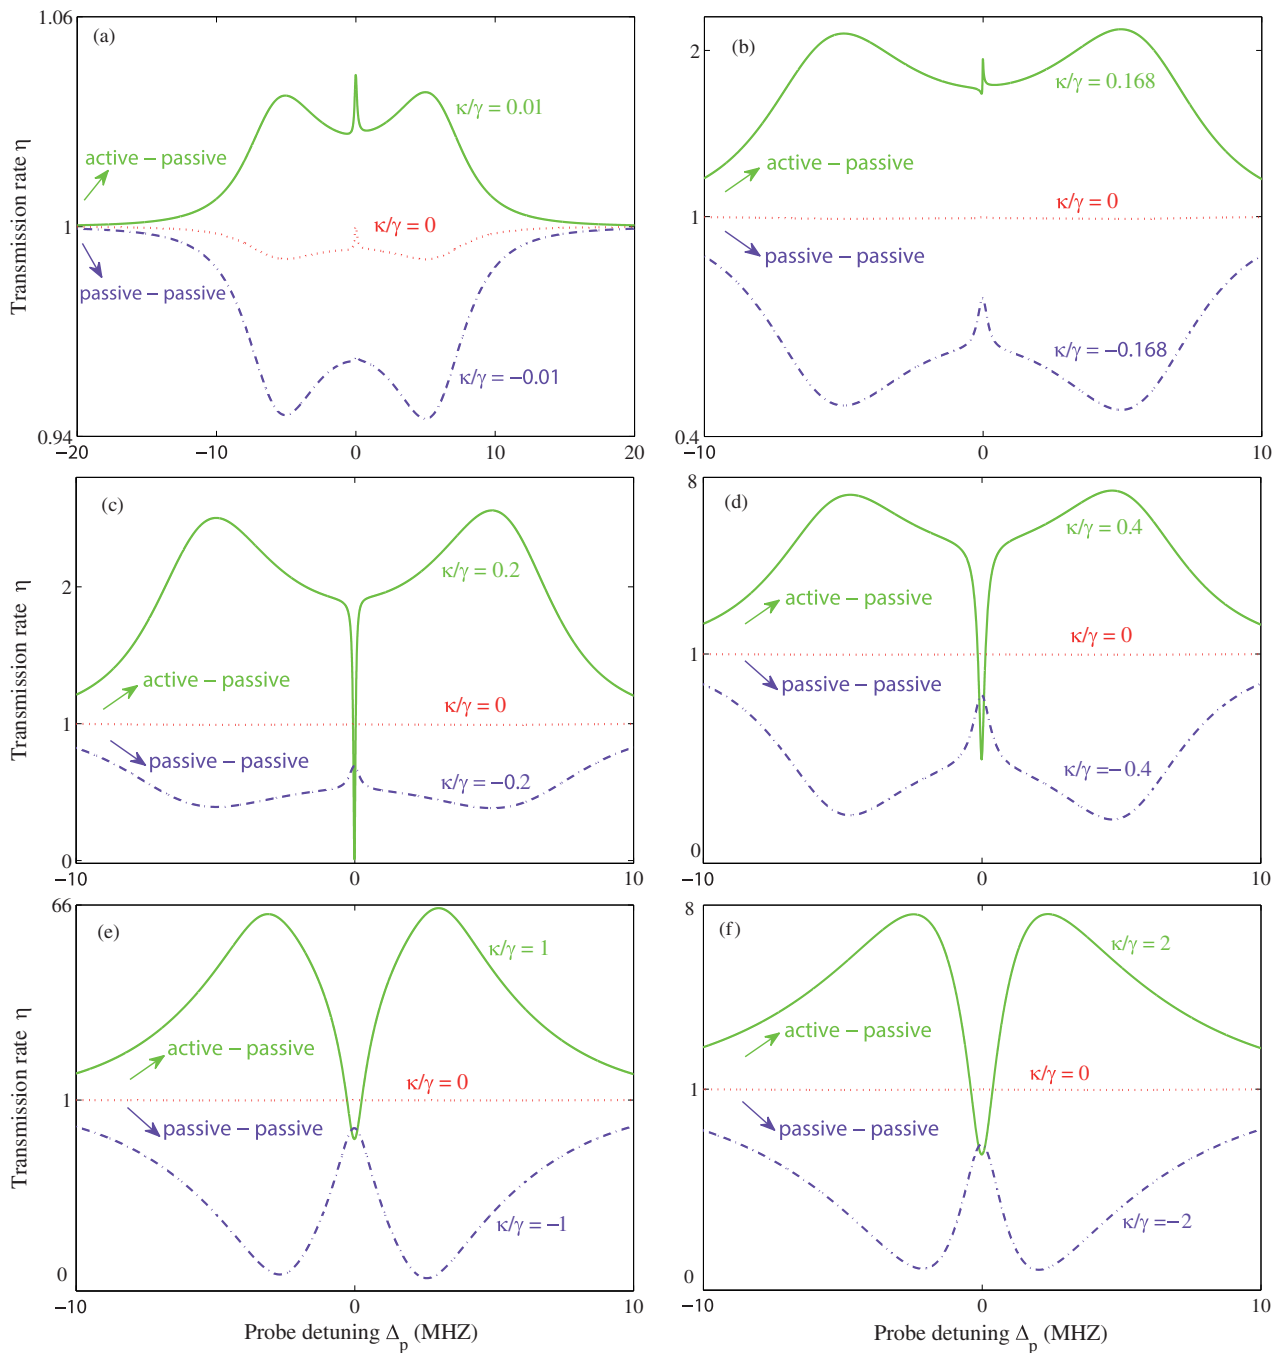 1.06
(a)
κ/γ = 0.01
active − passive
κ/γ = 0
1
passive − passive
κ/γ = −0.01
0.94
−20
−10
0
10
20
Transmission rate η
(b)
2
κ/γ = 0.168
active − passive
κ/γ = 0
1
passive − passive
κ/γ = −0.168
0.4
−10
0
10
(c)
2
κ/γ = 0.2
active − passive
κ/γ = 0
1
passive − passive
κ/γ = −0.2
0
−10
0
10
Transmission rate η
8
(d)
κ/γ = 0.4
active − passive
κ/γ = 0
1
passive − passive
κ/γ =− 0.4
0
−10
0
10
66
(e)
κ/γ = 1
active − passive
κ/γ = 0
1
passive − passive
κ/γ = −1
0
−10
0
10
Transmission rate η
Probe detuning Δp (MHZ)
8
(f)
κ/γ = 2
active − passive
κ/γ = 0
1
passive − passive
κ/γ =−2
0
−10
0
10
Probe detuning Δp (MHZ)